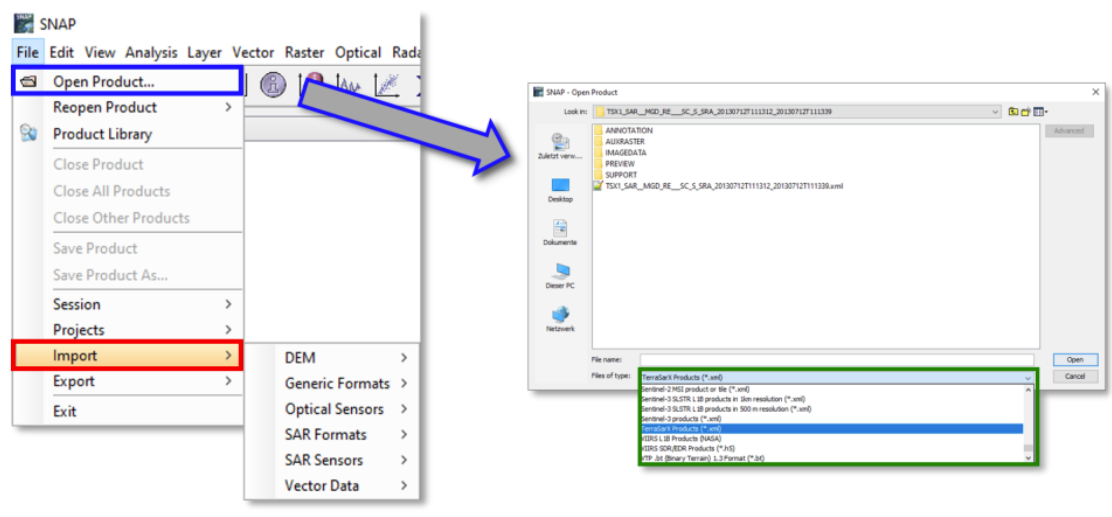 SNAP
File Edit View Analysis Layer Vector Raster Optical Rada
Open Product...
Reopen Product
Product Library
Close Product
Close All Products
Close Other Products
Save Product
Save Product As...
Session
Projects
Import
Export
Exit
DEM
Generic Formats
Optical Sensors
SAR Formats
SAR Sensors
Vector Data
SNAP - Open Product
Look in: TSX1_SAR__MGD_RE___SC_S_SRA_20130712T111312_20130712T111339
Advanced
Zuletzt verw...
Desktop
Dokumente
Dieser PC
Netzwerk
ANNOTATION
AUXRASTER
IMAGEDATA
PREVIEW
SUPPORT
TSX1_SAR__MGD_RE___SC_S_SRA_20130712T111312_20130712T111339.xml
File name:
Open
Files of type: TerraSarX Products (*.xml)
Cancel
Sentinel-2 MSI product or tile (*.xml)
Sentinel-3 SLSTR L1B products in 1km resolution (*.xml)
Sentinel-3 SLSTR L1B products in 500 m resolution (*.xml)
Sentinel-3 products (*.xml)
TerraSarX Products (*.xml)
VIIRS L1B Products (NASA)
VIIRS SDR/EDR Products (*.h5)
VTP .bt (Binary Terrain) 1.3 Format (*.bt)